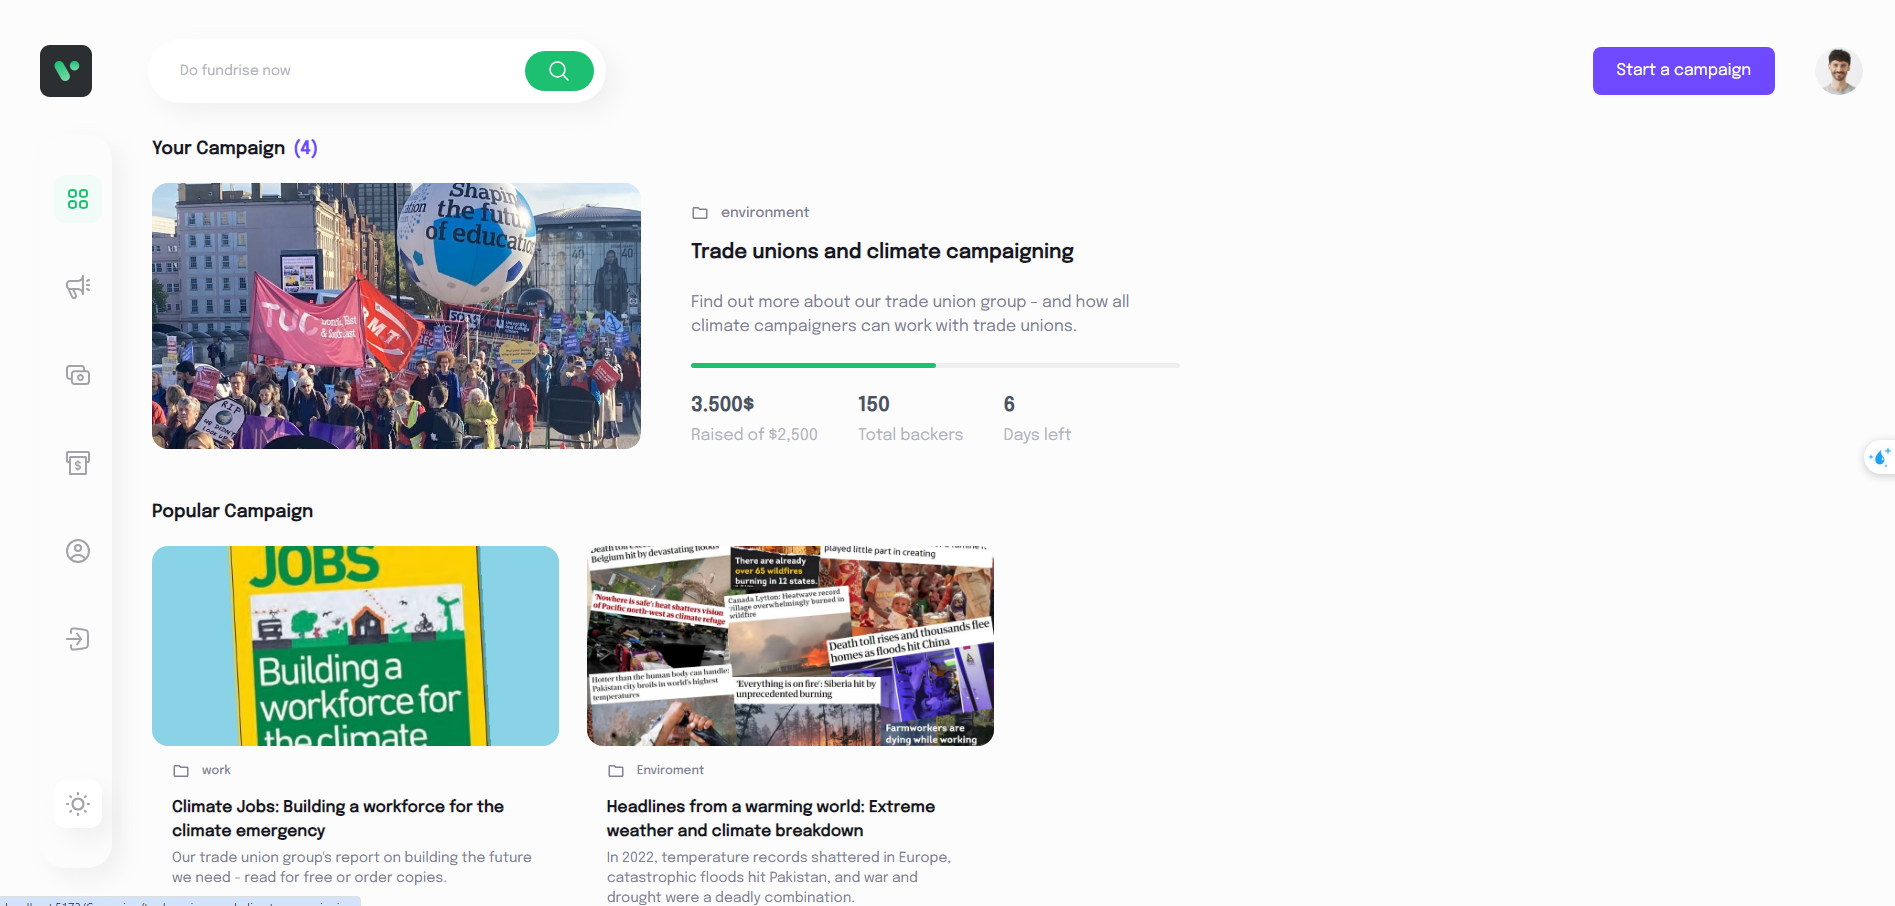 Do fundrise now
Start a campaign
Your Campaign (4)
Shaping
the futu
of education
TUC
RMT
RIP
environment
Trade unions and climate campaigning
Find out more about our trade union group - and how all
climate campaigners can work with trade unions.
3.500$
Raised of $2,500
150
Total backers
6
Days left
Popular Campaign
JOBS
Building a
workforce for
the climate
Belgium hit by devastating floods
There are already
over 65 wildfires
burning in 12 states.
played little part in creating
'Nowhere is safe': heat shatters vision
of Pacific north-west as climate refuge
Canada Lytton: Heatwave record
village overwhelmingly burned in
wildfire
Death toll rises and thousands flee
homes as floods hit China
Hotter than the human body can handle:
Pakistan city broils in world's highest
temperatures
'Everything is on fire': Siberia hit by
unprecedented burning
Farmworkers are
dying while working
work
Climate Jobs: Building a workforce for the
climate emergency
Our trade union group's report on building the future
we need - read for free or order copies.
Enviroment
Headlines from a warming world: Extreme
weather and climate breakdown
In 2022, temperature records shattered in Europe,
catastrophic floods hit Pakistan, and war and
drought were a deadly combination.